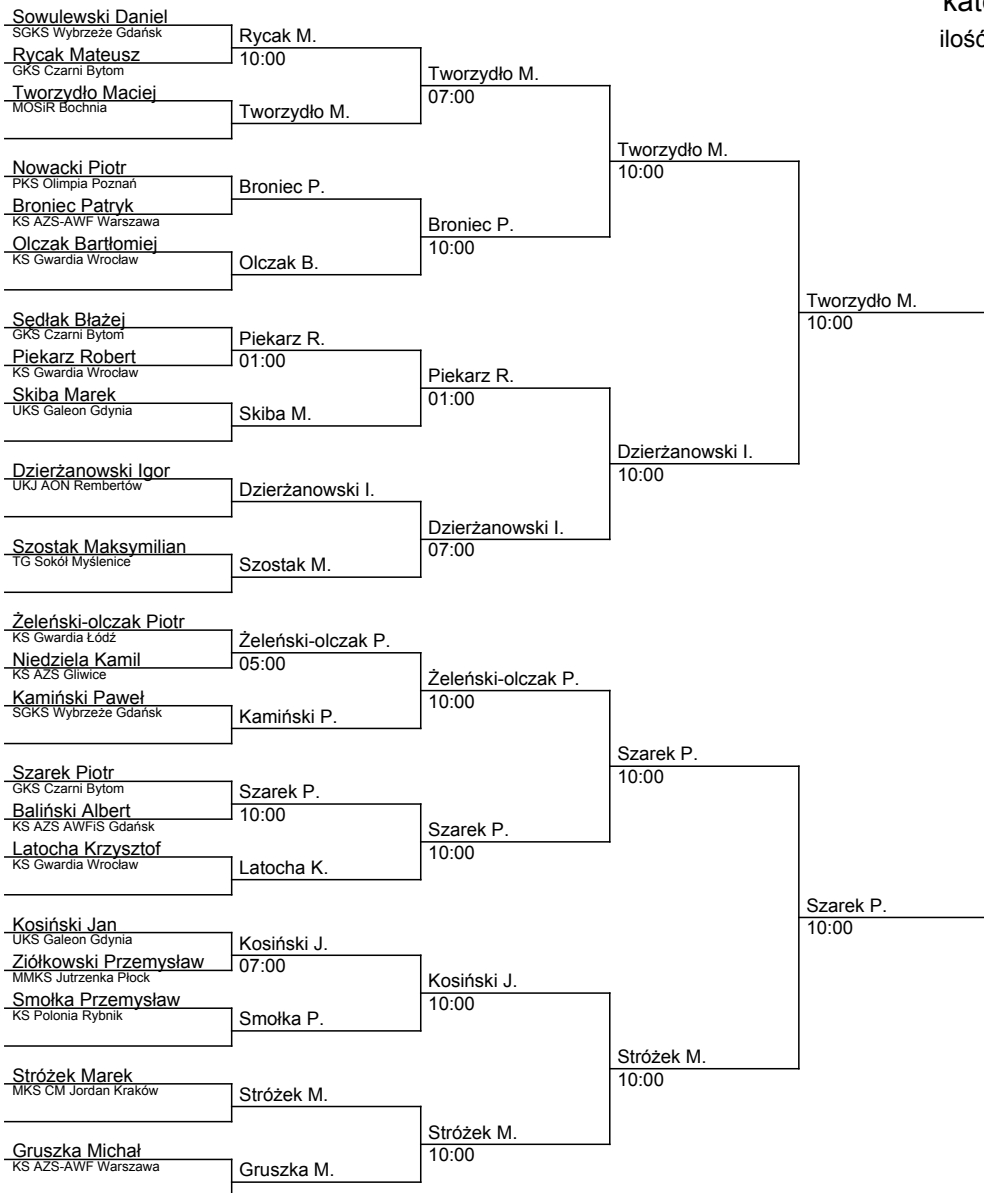 Sowulewski Daniel
SGKS Wybrzeże Gdańsk
Rycak Mateusz
GKS Czarni Bytom
Tworzydło Maciej
MOSiR Bochnia
Nowacki Piotr
PKS Olimpia Poznań
Broniec Patryk
KS AZS-AWF Warszawa
Olczak Bartłomiej
KS Gwardia Wrocław
Sędłak Błażej
GKS Czarni Bytom
Piekarz Robert
KS Gwardia Wrocław
Skiba Marek
UKS Galeon Gdynia
Dzierżanowski Igor
UKJ AON Rembertów
Szostak Maksymilian
TG Sokół Myślenice
Żeleński-olczak Piotr
KS Gwardia Łódź
Niedziela Kamil
KS AZS Gliwice
Kamiński Paweł
SGKS Wybrzeże Gdańsk
Szarek Piotr
GKS Czarni Bytom
Baliński Albert
KS AZS AWFiS Gdańsk
Latocha Krzysztof
KS Gwardia Wrocław
Kosiński Jan
UKS Galeon Gdynia
Ziółkowski Przemysław
MMKS Jutrzenka Płock
Smołka Przemysław
KS Polonia Rybnik
Stróżek Marek
MKS CM Jordan Kraków
Gruszka Michał
KS AZS-AWF Warszawa
Rycak M.
10:00
Tworzydło M.
Broniec P.
Olczak B.
Piekarz R.
01:00
Skiba M.
Dzierżanowski I.
Szostak M.
Żeleński-olczak P.
05:00
Kamiński P.
Szarek P.
10:00
Latocha K.
Kosiński J.
07:00
Smołka P.
Stróżek M.
Gruszka M.
Tworzydło M.
07:00
Broniec P.
10:00
Piekarz R.
01:00
Dzierżanowski I.
07:00
Żeleński-olczak P.
10:00
Szarek P.
10:00
Kosiński J.
10:00
Stróżek M.
10:00
Tworzydło M.
10:00
Dzierżanowski I.
10:00
Szarek P.
10:00
Stróżek M.
10:00
Tworzydło M.
10:00
Szarek P.
10:00
ilość